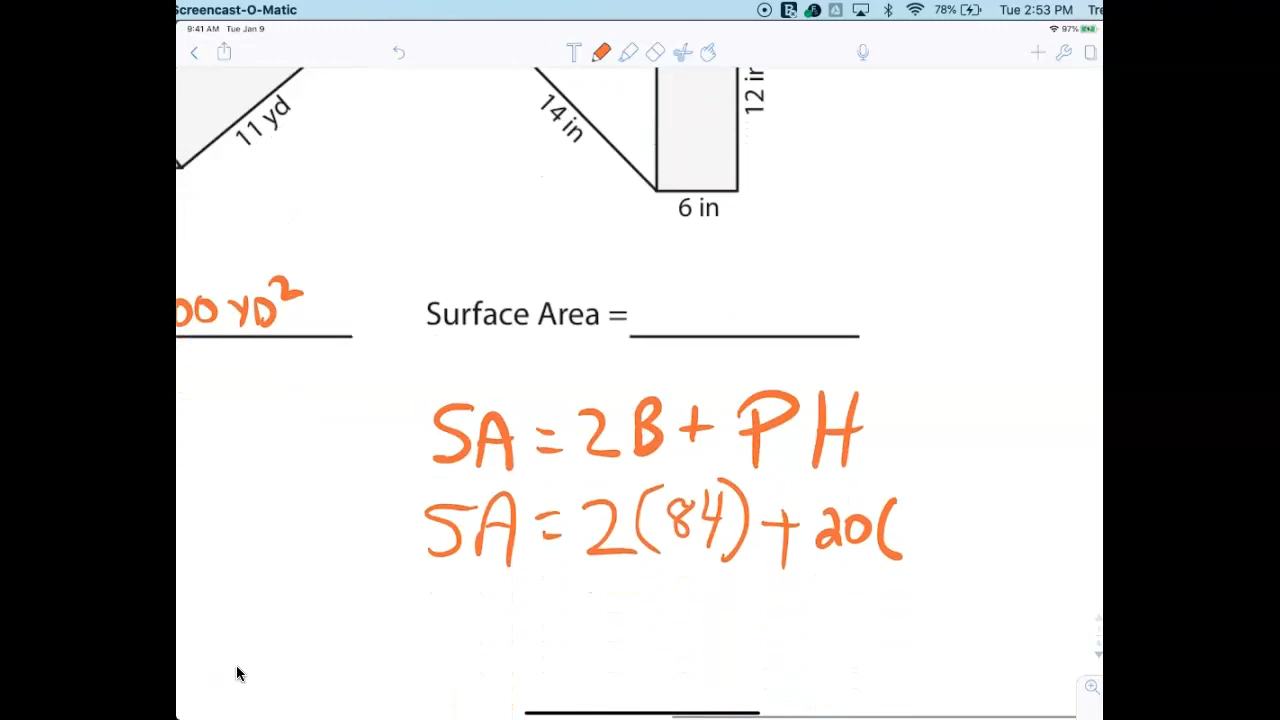 Screencast-O-Matic
78%
Tue 2:53 PM
Tre
9:41 AM Tue Jan 9
97%
T
11 yd
14 in
12 in
6 in
00 YD²
Surface Area =
SA = 2B + PH
SA = 2(84) + 20(